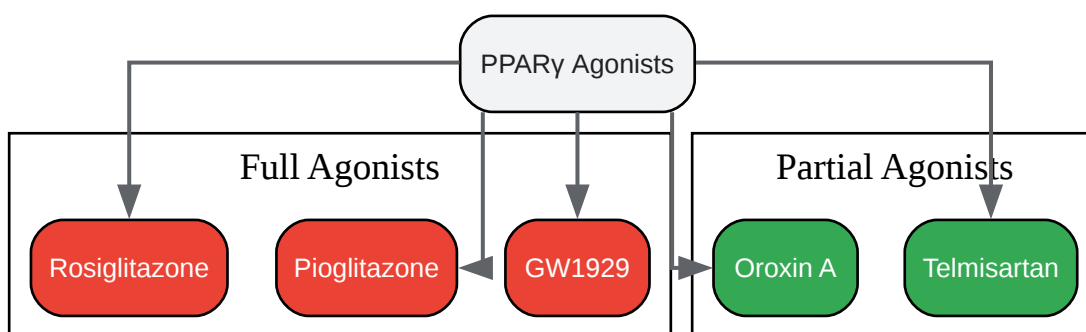 PPARγ Agonists
Full Agonists
Partial Agonists
Rosiglitazone
Pioglitazone
GW1929
Oroxin A
Telmisartan